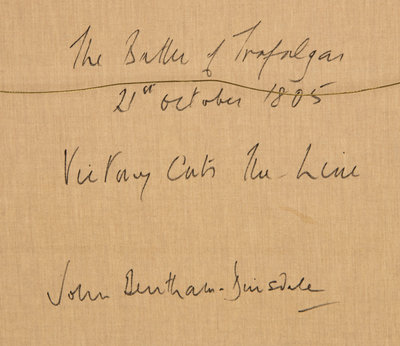 The Battle of Trafalgar
21st October 1805
Victory Cuts The Line
John Bentham-Dinsdale